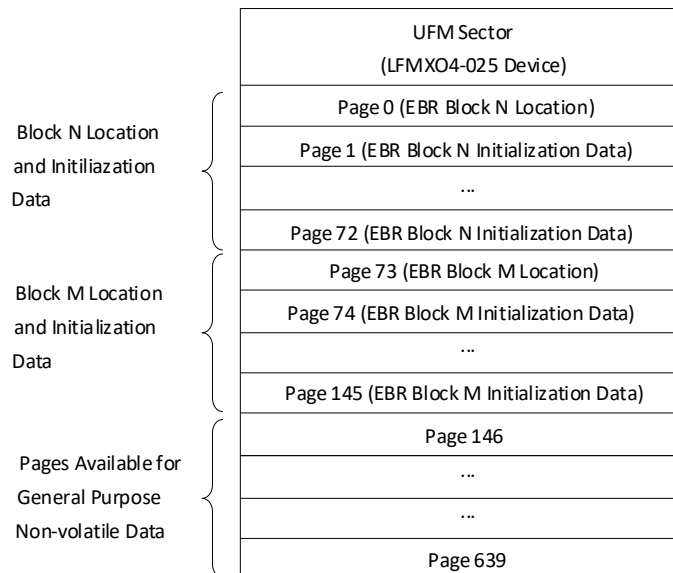 UFM Sector
(LFMXO4-025 Device)
Block N Location
and Initiliazation
Data
Page 0 (EBR Block N Location)
Page 1 (EBR Block N Initialization Data)
...
Page 72 (EBR Block N Initialization Data)
Block M Location
and Initialization
Data
Page 73 (EBR Block M Location)
Page 74 (EBR Block M Initialization Data)
...
Page 145 (EBR Block M Initialization Data)
Pages Available for
General Purpose
Non-volatile Data
Page 146
...
...
Page 639